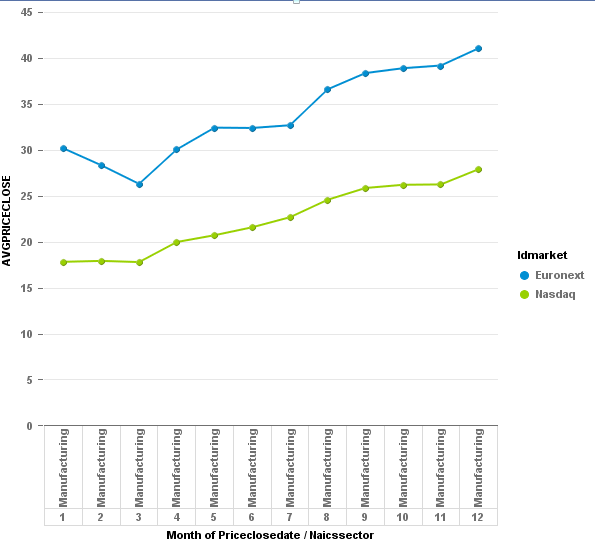 45
40
35
30
25
20
15
10
5
0
AVGPRICECLOSE
Manufacturing Manufacturing Manufacturing Manufacturing Manufacturing Manufacturing Manufacturing Manufacturing Manufacturing Manufacturing Manufacturing Manufacturing
1 2 3 4 5 6 7 8 9 10 11 12
Month of Priceclosedate / Naicssector
Idmarket
Euronext
Nasdaq